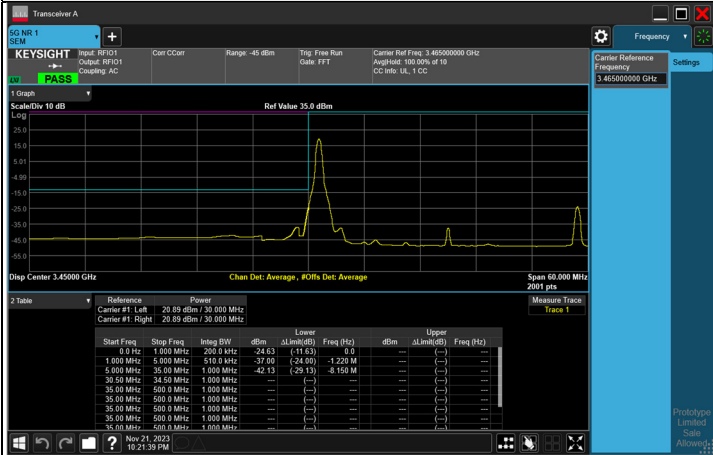 Transceiver A
5G NR 1
SEM
Frequency
KEYSIGHT
Input: RFIO1
Output: RFIO1
Coupling: AC
Corr CCorr
Range: -45 dBm
Trig: Free Run
Gate: FFT
Carrier Ref Freq: 3.465000000 GHz
Avg|Hold: 100.00% of 10
CC Info: UL, 1 CC
PASS
Carrier Reference
Frequency
3.465000000 GHz
Settings
1 Graph
Scale/Div 10 dB
Ref Value 35.0 dBm
Log
25.0
15.0
5.01
-4.99
-15.0
-25.0
-35.0
-45.0
-55.0
Disp Center 3.45000 GHz
Chan Det: Average, #Offs Det: Average
Span 60.000 MHz
2001 pts
2 Table
Reference Power
Carrier #1: Left 20.89 dBm / 30.000 MHz
Carrier #1: Right 20.89 dBm / 30.000 MHz
Measure Trace
Trace 1
Lower Upper
Start Freq Stop Freq Integ BW dBm ΔLimit(dB) Freq (Hz) dBm ΔLimit(dB) Freq (Hz)
0.0 Hz 1.000 MHz 200.0 kHz -24.63 (-11.63) 0.0 --- (---) ---
1.000 MHz 5.000 MHz 510.0 kHz -37.00 (-24.00) -1.220 M --- (---) ---
5.000 MHz 35.00 MHz 1.000 MHz -42.13 (-29.13) -8.150 M --- (---) ---
30.50 MHz 34.50 MHz 1.000 MHz --- (---) --- --- (---) ---
35.00 MHz 500.0 MHz 1.000 MHz --- (---) --- --- (---) ---
35.00 MHz 500.0 MHz 1.000 MHz --- (---) --- --- (---) ---
35.00 MHz 500.0 MHz 1.000 MHz --- (---) --- --- (---) ---
35.00 MHz 500.0 MHz 1.000 MHz --- (---) --- --- (---) ---
Prototype
Limited
Sale
Allowed
?
Nov 21, 2023
10:21:39 PM